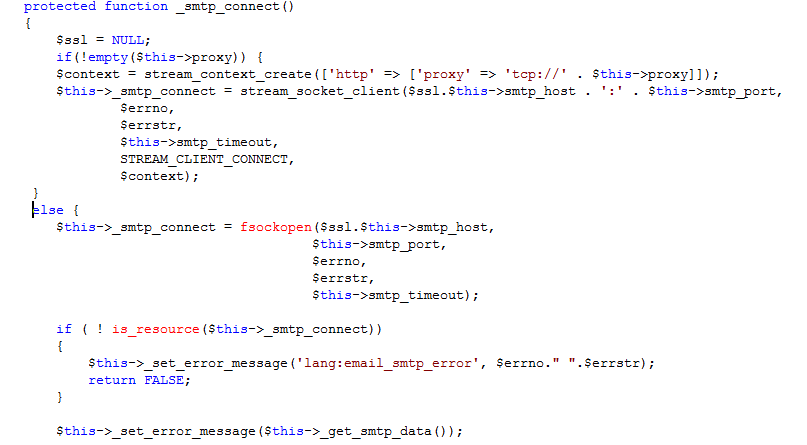 protected function _smtp_connect()
{
$ssl = NULL;
if(!empty($this->proxy)) {
$context = stream_context_create(['http' => ['proxy' => 'tcp://' . $this->proxy]]);
$this->_smtp_connect = stream_socket_client($ssl.$this->smtp_host . ':' . $this->smtp_port,
$errno,
$errstr,
$this->smtp_timeout,
STREAM_CLIENT_CONNECT,
$context);
}
else {
$this->_smtp_connect = fsockopen($ssl.$this->smtp_host,
$this->smtp_port,
$errno,
$errstr,
$this->smtp_timeout);
if ( ! is_resource($this->_smtp_connect))
{
$this->_set_error_message('lang:email_smtp_error', $errno." ".$errstr);
return FALSE;
}
$this->_set_error_message($this->_get_smtp_data());